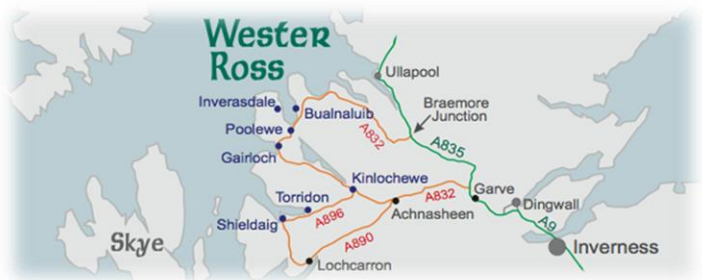 Wester
Ross
Ullapool
Inverasdale
Bualnaluib
Braemore
Junction
Poolewe
A832
A835
Gairloch
Kinlochewe
Torridon
A832
Garve
Dingwall
Shieldaig
A896
Achnasheen
A9
Skye
A890
Inverness
Lochcarron